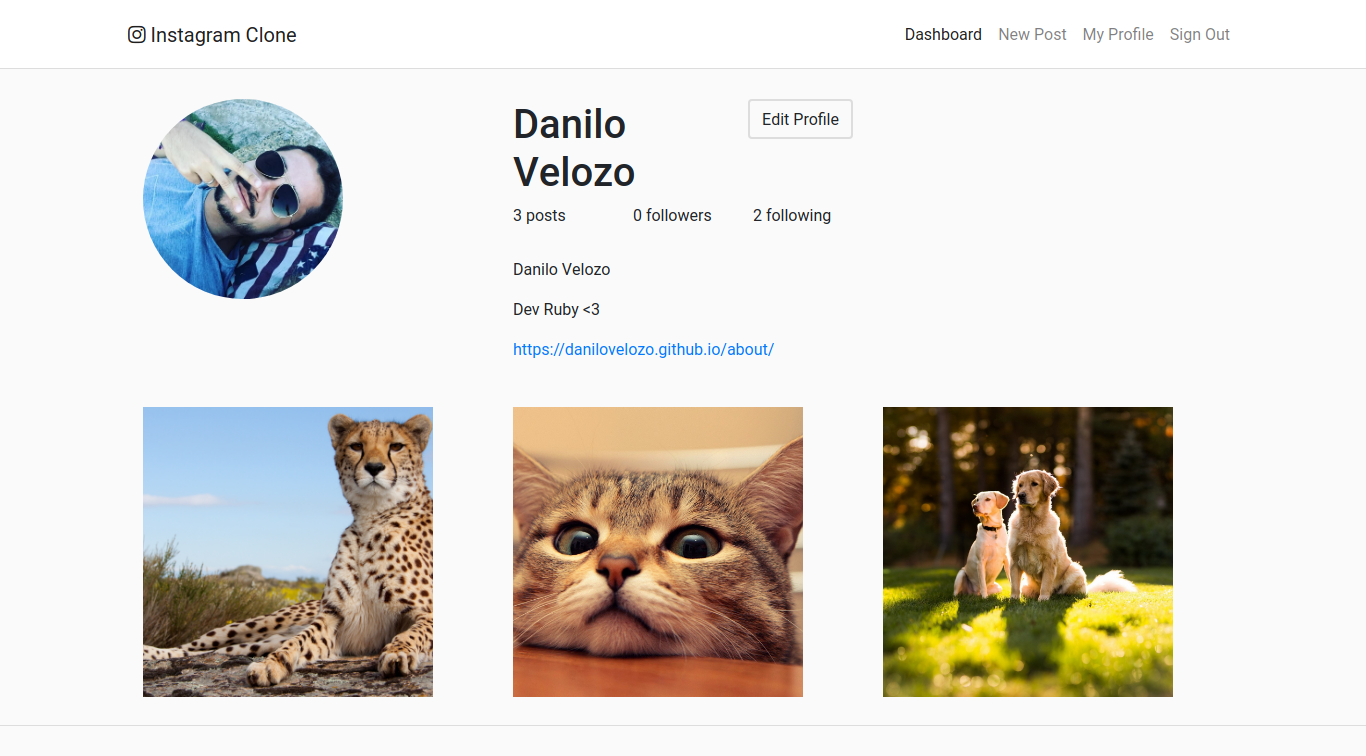 Instagram Clone
Dashboard New Post My Profile Sign Out
Danilo
Velozo
Edit Profile
3 posts 0 followers 2 following
Danilo Velozo
Dev Ruby <3
https://danilovelozo.github.io/about/